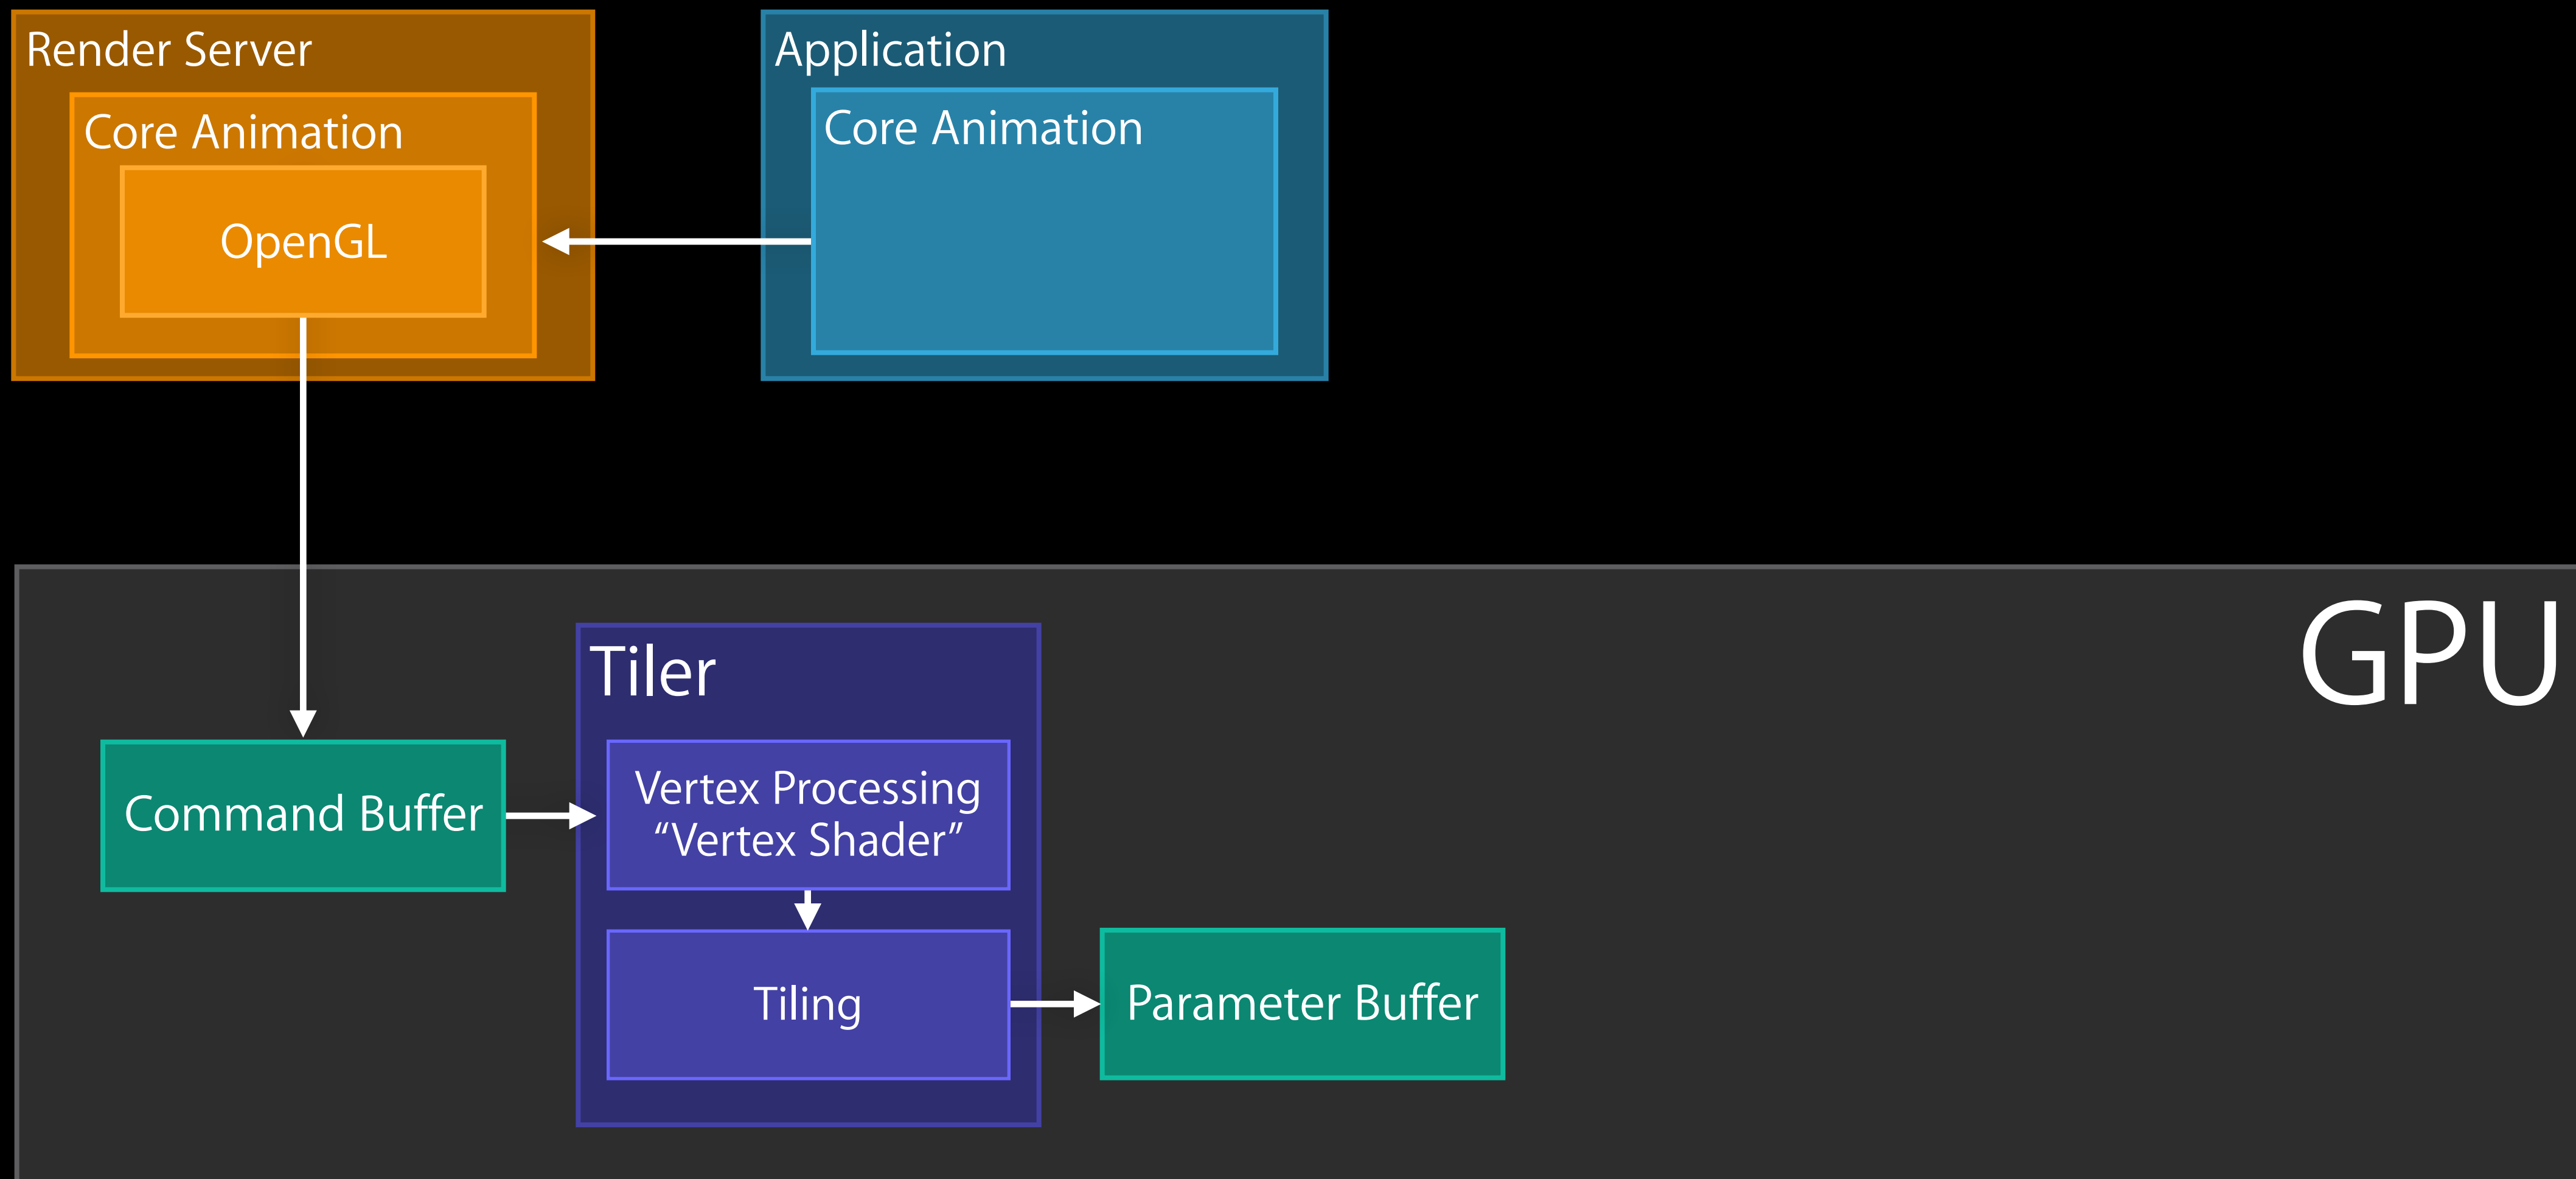 Render Server
Core Animation
OpenGL
Application
Core Animation
GPU
Command Buffer
Tiler
Vertex Processing
“Vertex Shader”
Tiling
Parameter Buffer